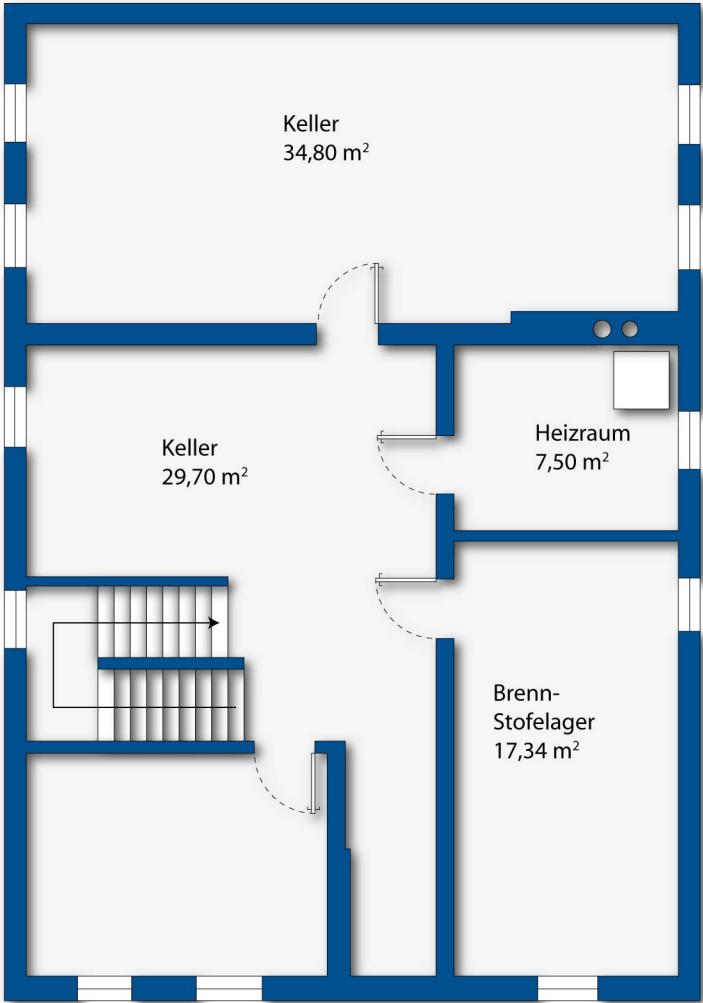 Keller
34,80 m²
Keller
29,70 m²
Heizraum
7,50 m²
Brenn-
Stofelager
17,34 m²